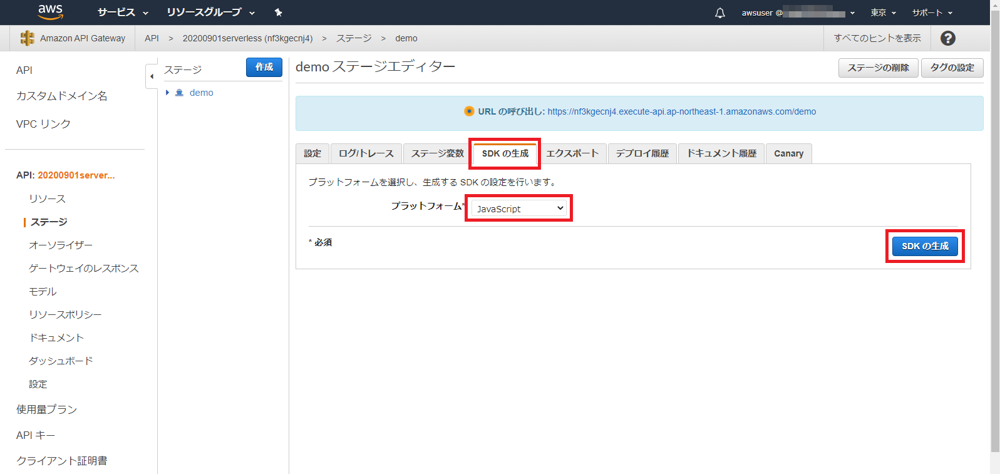 aws サービス リソースグループ awsuser @ 東京 サポート
Amazon API Gateway API > 20200901serverless (nf3kgecnj4) > ステージ > demo すべてのヒントを表示 ?
API
カスタムドメイン名
VPC リンク
API: 20200901server...
リソース
ステージ
オーソライザー
ゲートウェイのレスポンス
モデル
リソースポリシー
ドキュメント
ダッシュボード
設定
使用量プラン
API キー
クライアント証明書
ステージ 作成
demo
demo ステージエディター ステージの削除 タグの設定
URL の呼び出し: https://nf3kgecnj4.execute-api.ap-northeast-1.amazonaws.com/demo
設定 ログ/トレース ステージ変数 SDK の生成 エクスポート デプロイ履歴 ドキュメント履歴 Canary
プラットフォームを選択し、生成する SDK の設定を行います。
プラットフォーム* JavaScript
* 必須 SDK の生成